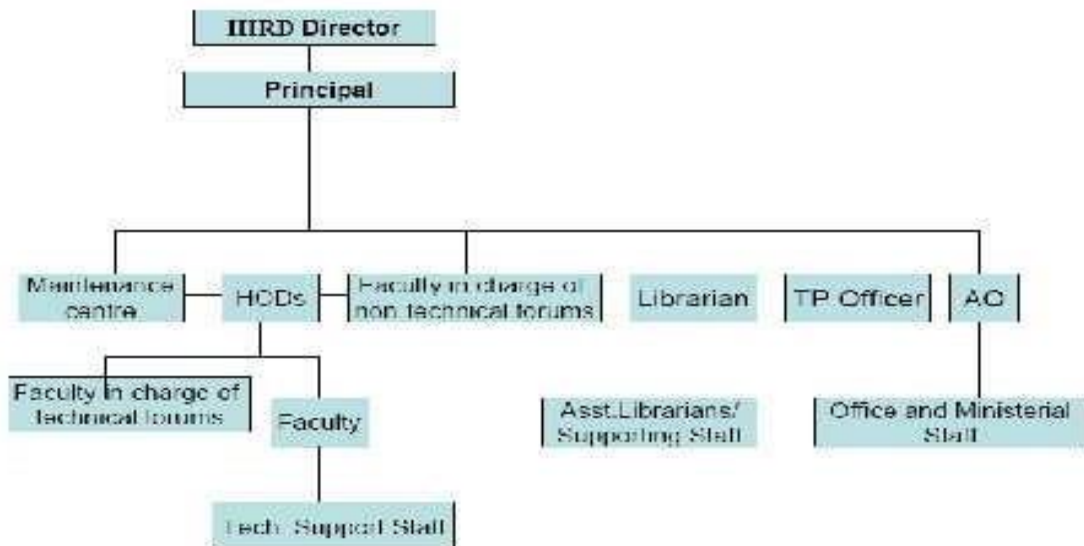 IIIRD Director
Principal
Maintenance
centre
HODs
Faculty in charge of
non technical forums
Librarian
TP Officer
AO
Faculty in charge of
technical forums
Faculty
Asst.Librarians/
Supporting Staff
Office and Ministerial
Staff
Tech. Support Staff